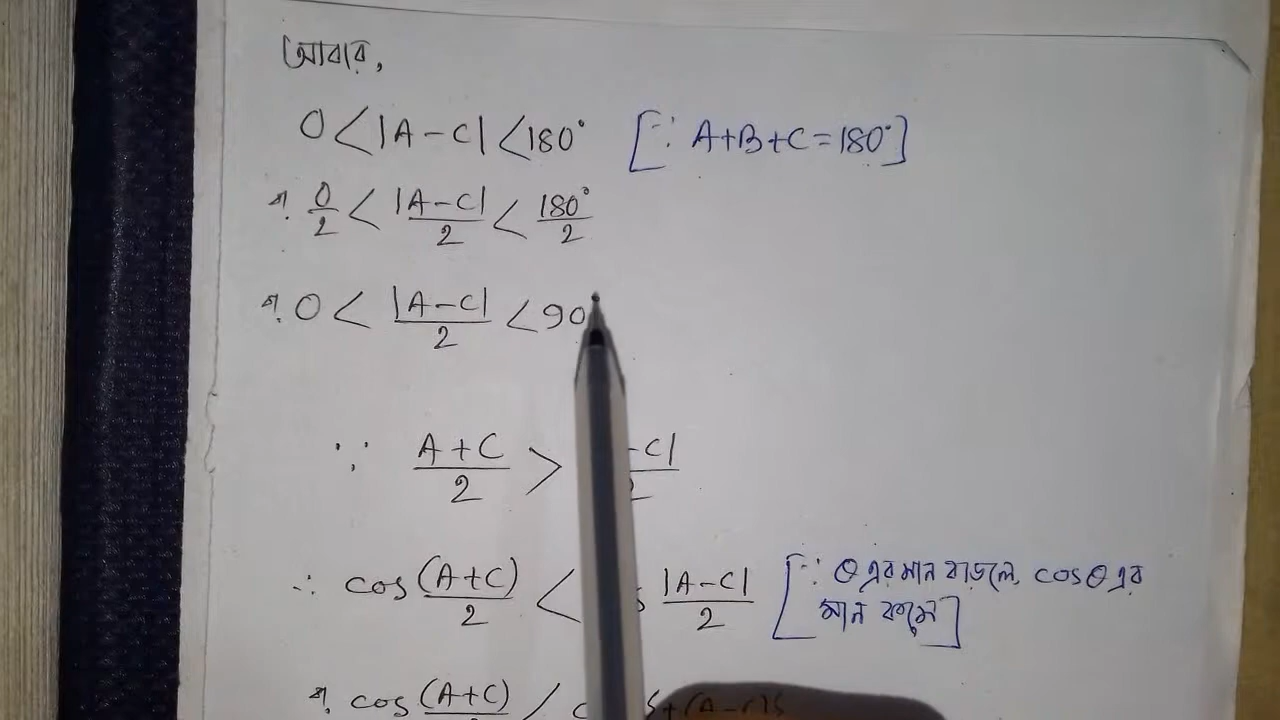 আবার,
0 < |A - C| < 180° [∵ A + B + C = 180°]
বা, 0/2 < |A - C|/2 < 180°/2
বা, 0 < |A - C|/2 < 90
∵ A + C/2 > - C|
∴ cos (A + C)/2 < |A - C|/2 [∵ θ এর মান বাড়লে, cosθ এর
মান কমে]
বা, cos (A + C)